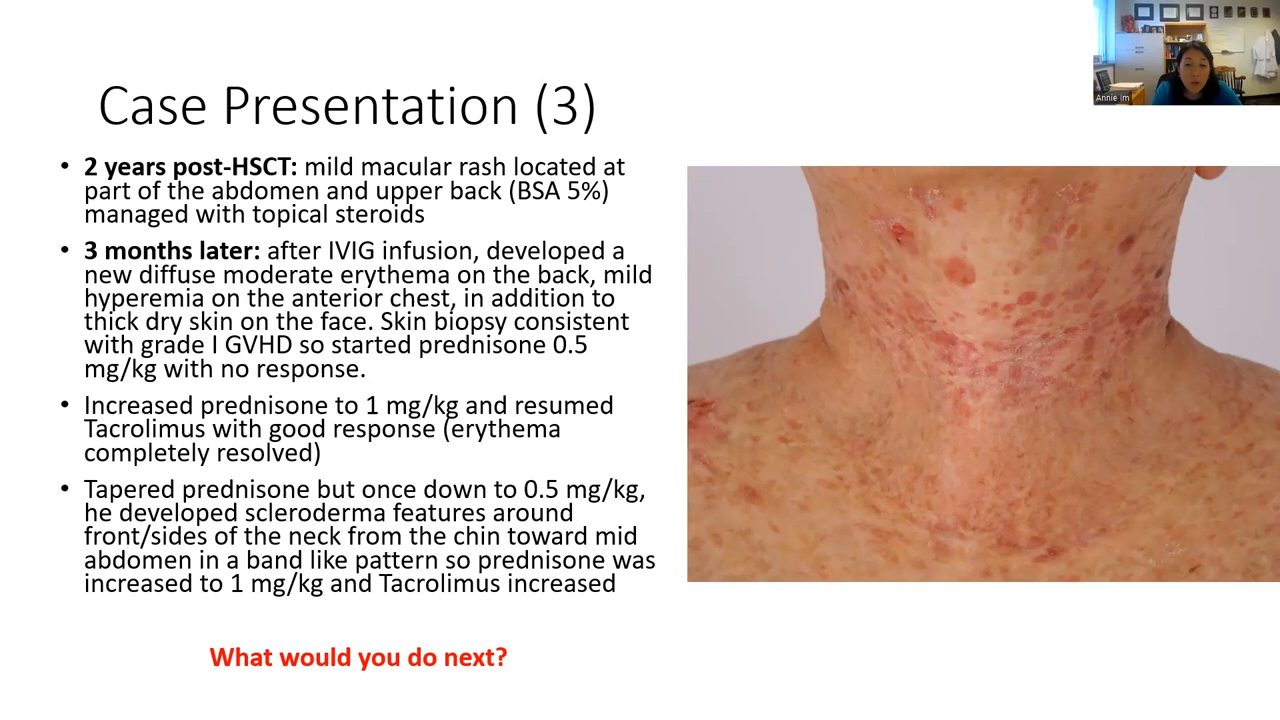 Case Presentation (3)
• 2 years post-HSCT: mild macular rash located at
part of the abdomen and upper back (BSA 5%)
managed with topical steroids
• 3 months later: after IVIG infusion, developed a
new diffuse moderate erythema on the back, mild
hyperemia on the anterior chest, in addition to
thick dry skin on the face. Skin biopsy consistent
with grade I GVHD so started prednisone 0.5
mg/kg with no response.
• Increased prednisone to 1 mg/kg and resumed
Tacrolimus with good response (erythema
completely resolved)
• Tapered prednisone but once down to 0.5 mg/kg,
he developed scleroderma features around
front/sides of the neck from the chin toward mid
abdomen in a band like pattern so prednisone was
increased to 1 mg/kg and Tacrolimus increased
What would you do next?
Annie Im